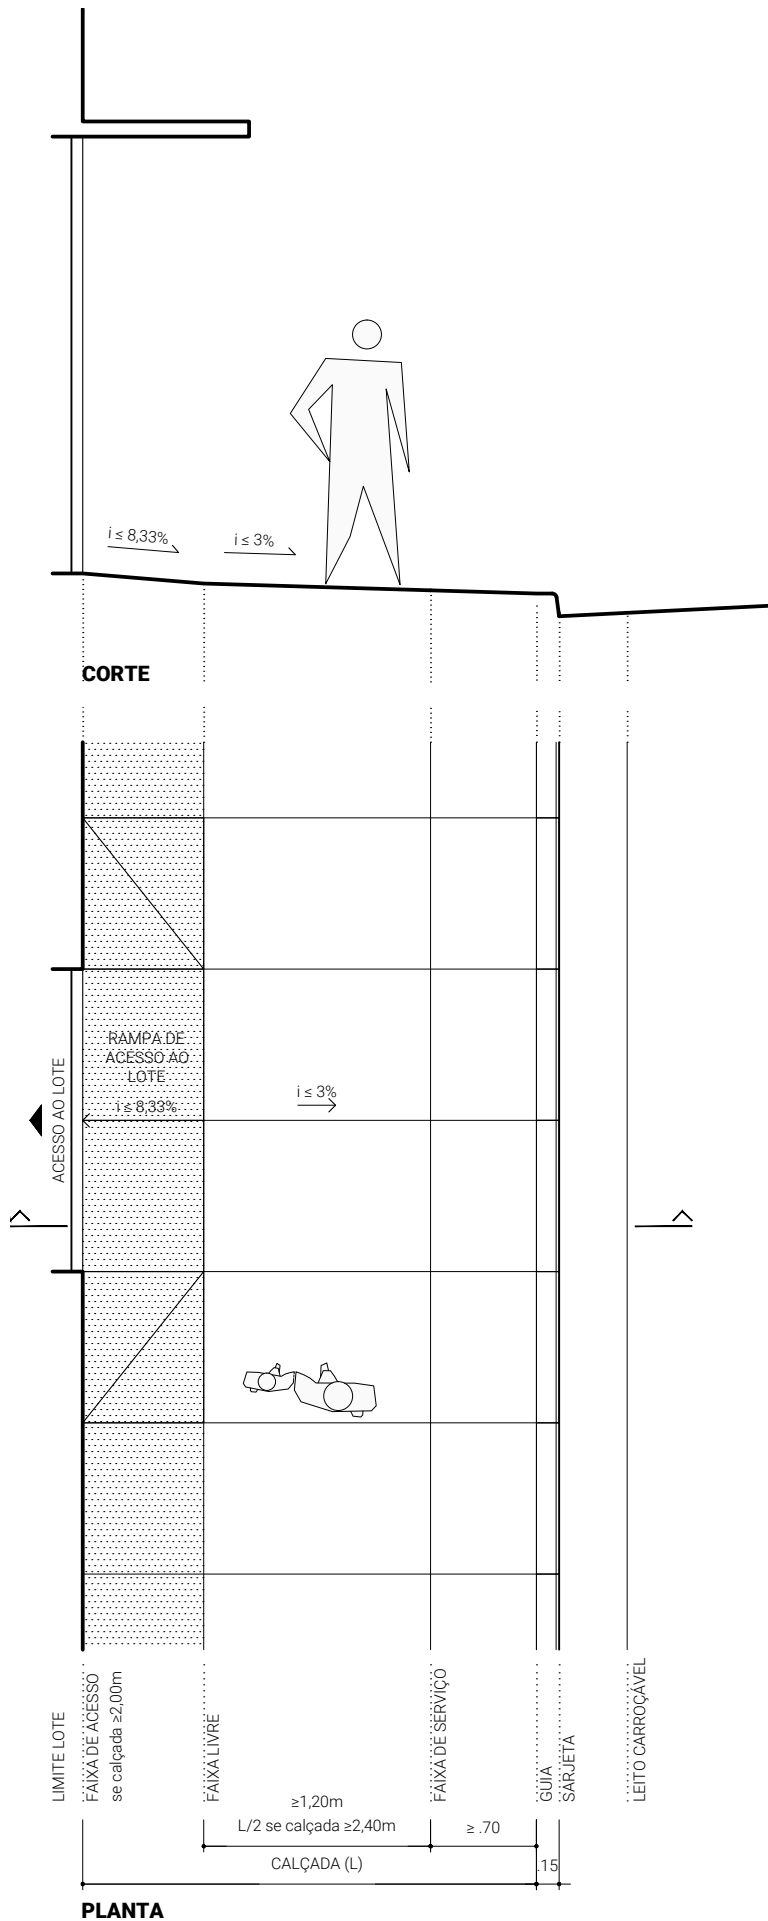 i ≤ 8,33%
i ≤ 3%
CORTE
RAMPA DE
ACESSO AO
LOTE
i ≤ 8,33%
i ≤ 3%
ACESSO AO LOTE
LIMITE LOTE
FAIXA DE ACESSO
se calçada ≥2,00m
FAIXA LIVRE
FAIXA DE SERVIÇO
GUIA
SARJETA
LEITO CARROÇÁVEL
≥1,20m
L/2 se calçada ≥2,40m
≥ .70
CALÇADA (L)
.15
PLANTA